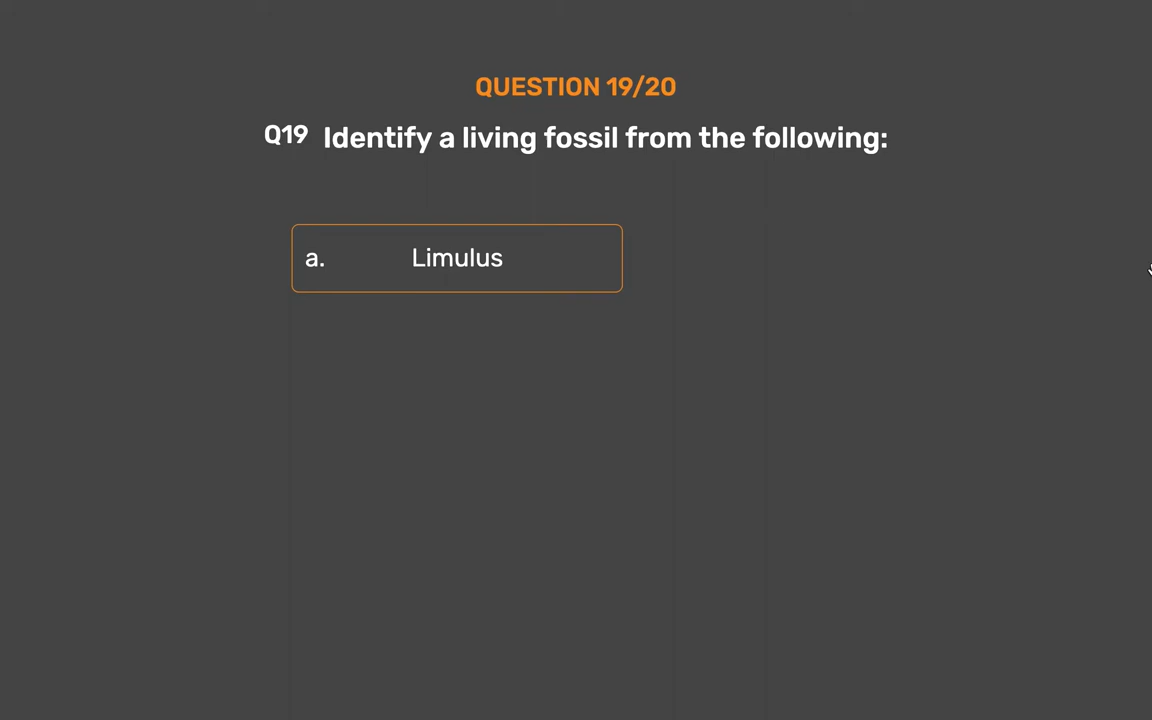 QUESTION 19/20
Q19 Identify a living fossil from the following:
a. Limulus